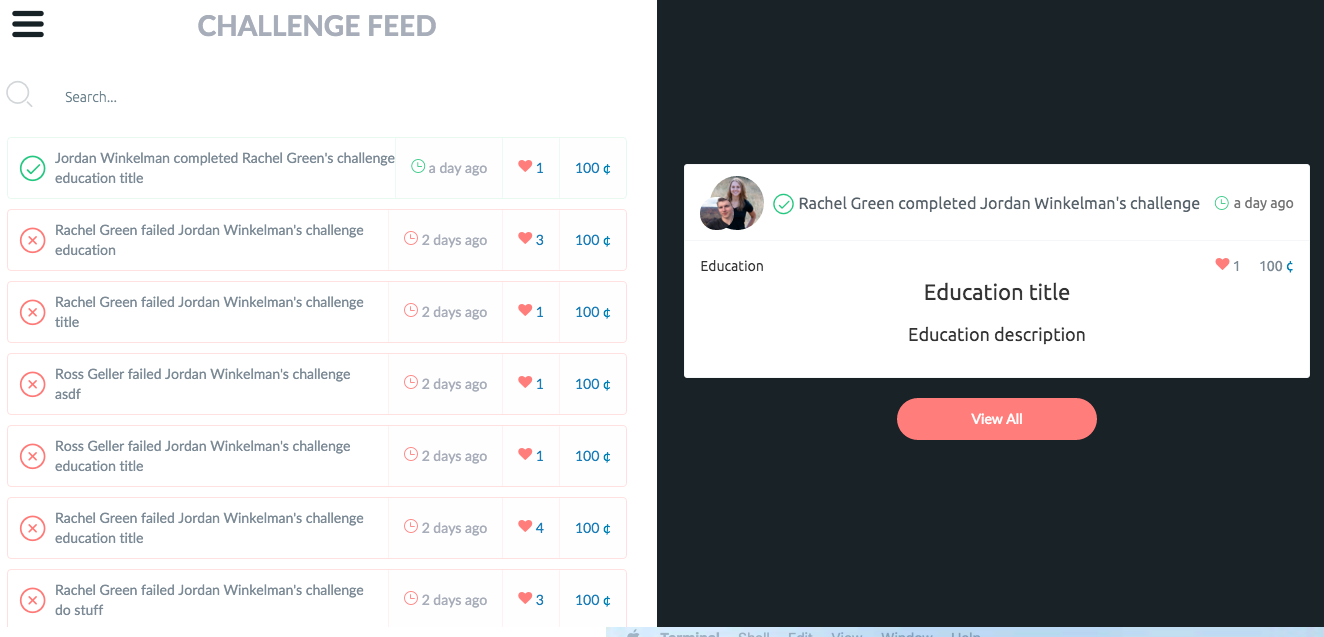 CHALLENGE FEED
Search...
Jordan Winkelman completed Rachel Green's challenge
education title
a day ago
1
100 ¢
Rachel Green failed Jordan Winkelman's challenge
education
2 days ago
3
100 ¢
Rachel Green failed Jordan Winkelman's challenge
title
2 days ago
1
100 ¢
Ross Geller failed Jordan Winkelman's challenge
asdf
2 days ago
1
100 ¢
Ross Geller failed Jordan Winkelman's challenge
education title
2 days ago
1
100 ¢
Rachel Green failed Jordan Winkelman's challenge
education title
2 days ago
4
100 ¢
Rachel Green failed Jordan Winkelman's challenge
do stuff
2 days ago
3
100 ¢
Rachel Green completed Jordan Winkelman's challenge
a day ago
Education
1
100 ¢
Education title
Education description
View All
Terminal Shell Edit View Window Help